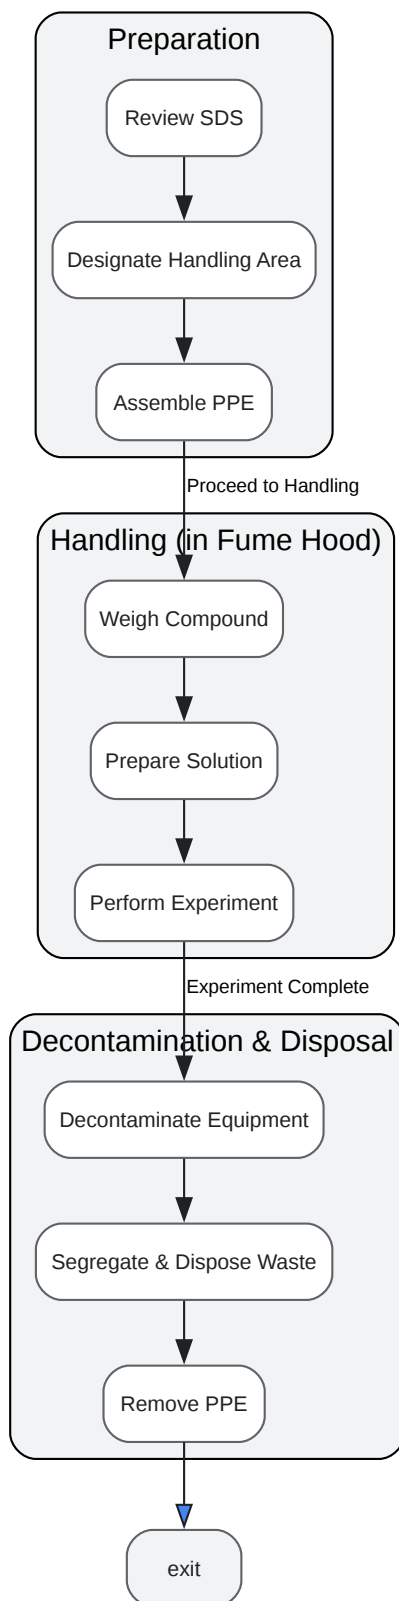 Preparation
Review SDS
Designate Handling Area
Assemble PPE
Proceed to Handling
Handling (in Fume Hood)
Weigh Compound
Prepare Solution
Perform Experiment
Experiment Complete
Decontamination & Disposal
Decontaminate Equipment
Segregate & Dispose Waste
Remove PPE
exit